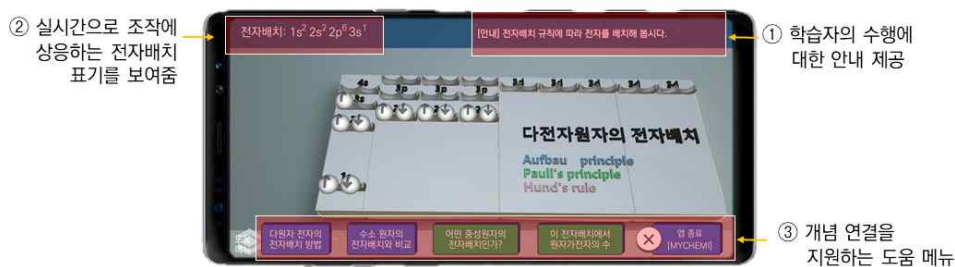 ② 실시간으로 조작에
상응하는 전자배치
표기를 보여줌
전자배치: 1s² 2s² 2p⁶ 3s¹
[안내] 전자배치 규칙에 따라 전자를 배치해 봅시다.
① 학습자의 수행에
대한 안내 제공
4s 3d 3d 3d 3d 3d
3s 3p 3p 3p
다전자원자의 전자배치
Aufbau principle
Pauli's principle
Hund's rule
다원자 전자의
전자배치 방법
수소 원자의
전자배치와 비교
어떤 중성원자의
전자배치인가?
이 전자배치에서
원자가전자의 수
앱 종료
[MYCHEMI]
③ 개념 연결을
지원하는 도움 메뉴